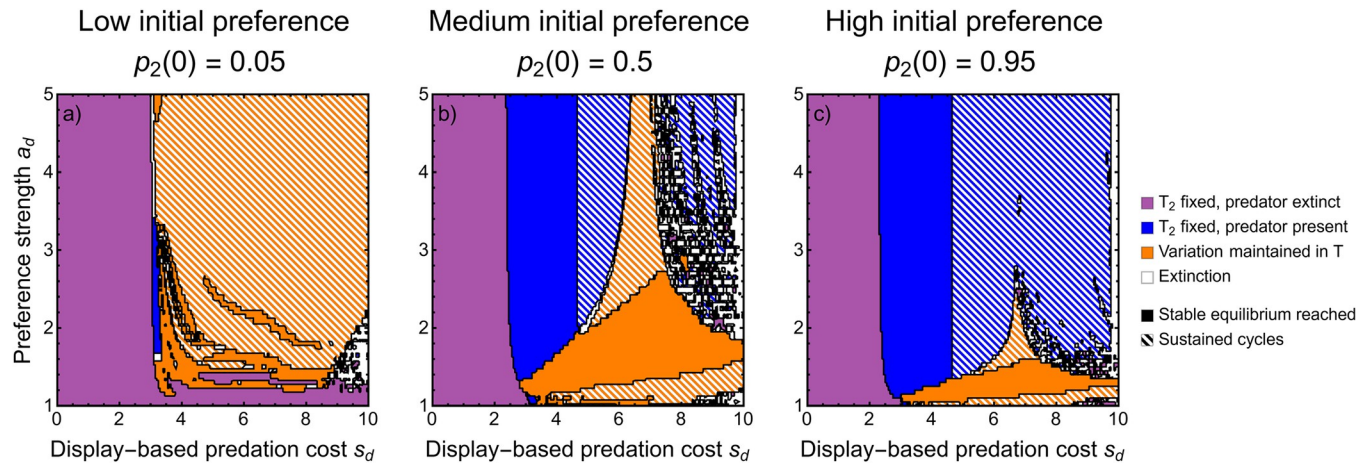 Low initial preference
p₂(0) = 0.05
Medium initial preference
p₂(0) = 0.5
High initial preference
p₂(0) = 0.95
Preference strength a_d
a)
5
4
3
2
1
0 2 4 6 8 10
Display−based predation cost s_d
b)
5
4
3
2
1
0 2 4 6 8 10
Display−based predation cost s_d
c)
5
4
3
2
1
0 2 4 6 8 10
Display−based predation cost s_d
T₂ fixed, predator extinct
T₂ fixed, predator present
Variation maintained in T
Extinction
Stable equilibrium reached
Sustained cycles